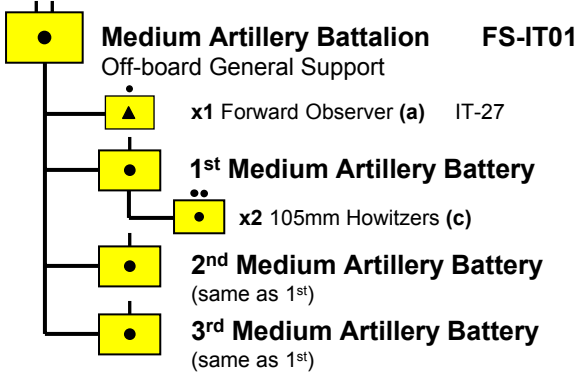 Medium Artillery Battalion FS-IT01
Off-board General Support
x1 Forward Observer (a) IT-27
1st Medium Artillery Battery
x2 105mm Howitzers (c)
2nd Medium Artillery Battery
(same as 1st)
3rd Medium Artillery Battery
(same as 1st)